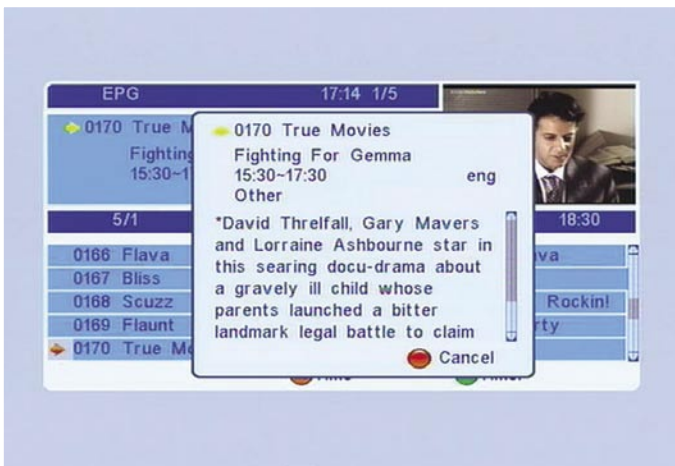 EPG 17:14 1/5
0170 True M
Fighting
15:30~1
0170 True Movies
Fighting For Gemma
15:30~17:30 eng
Other
*David Threlfall, Gary Mavers
and Lorraine Ashbourne star in
this searing docu-drama about
a gravely ill child whose
parents launched a bitter
landmark legal battle to claim
Cancel
5/1 18:30
0166 Flava va
0167 Bliss
0168 Scuzz Rockin!
0169 Flaunt rty
0170 True Mo